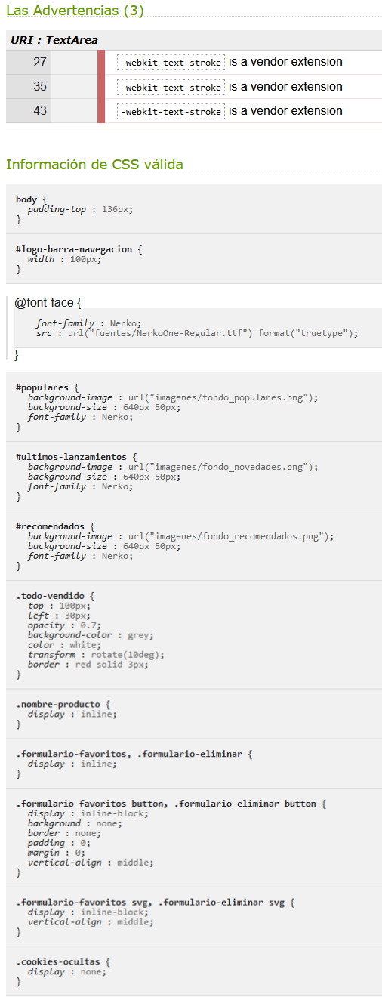 Las Advertencias (3)
URI : TextArea
27 -webkit-text-stroke is a vendor extension
35 -webkit-text-stroke is a vendor extension
43 -webkit-text-stroke is a vendor extension
Información de CSS válida
body {
padding-top : 136px;
}
#logo-barra-navegacion {
width : 100px;
}
@font-face {
font-family : Nerko;
src : url("fuentes/NerkoOne-Regular.ttf") format("truetype");
}
#populares {
background-image : url("imagenes/fondo_populares.png");
background-size : 640px 50px;
font-family : Nerko;
}
#ultimos-lanzamientos {
background-image : url("imagenes/fondo_novedades.png");
background-size : 640px 50px;
font-family : Nerko;
}
#recomendados {
background-image : url("imagenes/fondo_recomendados.png");
background-size : 640px 50px;
font-family : Nerko;
}
.todo-vendido {
top : 100px;
left : 30px;
opacity : 0.7;
background-color : grey;
color : white;
transform : rotate(10deg);
border : red solid 3px;
}
.nombre-producto {
display : inline;
}
.formulario-favoritos, .formulario-eliminar {
display : inline;
}
.formulario-favoritos button, .formulario-eliminar button {
display : inline-block;
background : none;
border : none;
padding : 0;
margin : 0;
vertical-align : middle;
}
.formulario-favoritos svg, .formulario-eliminar svg {
display : inline-block;
vertical-align : middle;
}
.cookies-ocultas {
display : none;
}